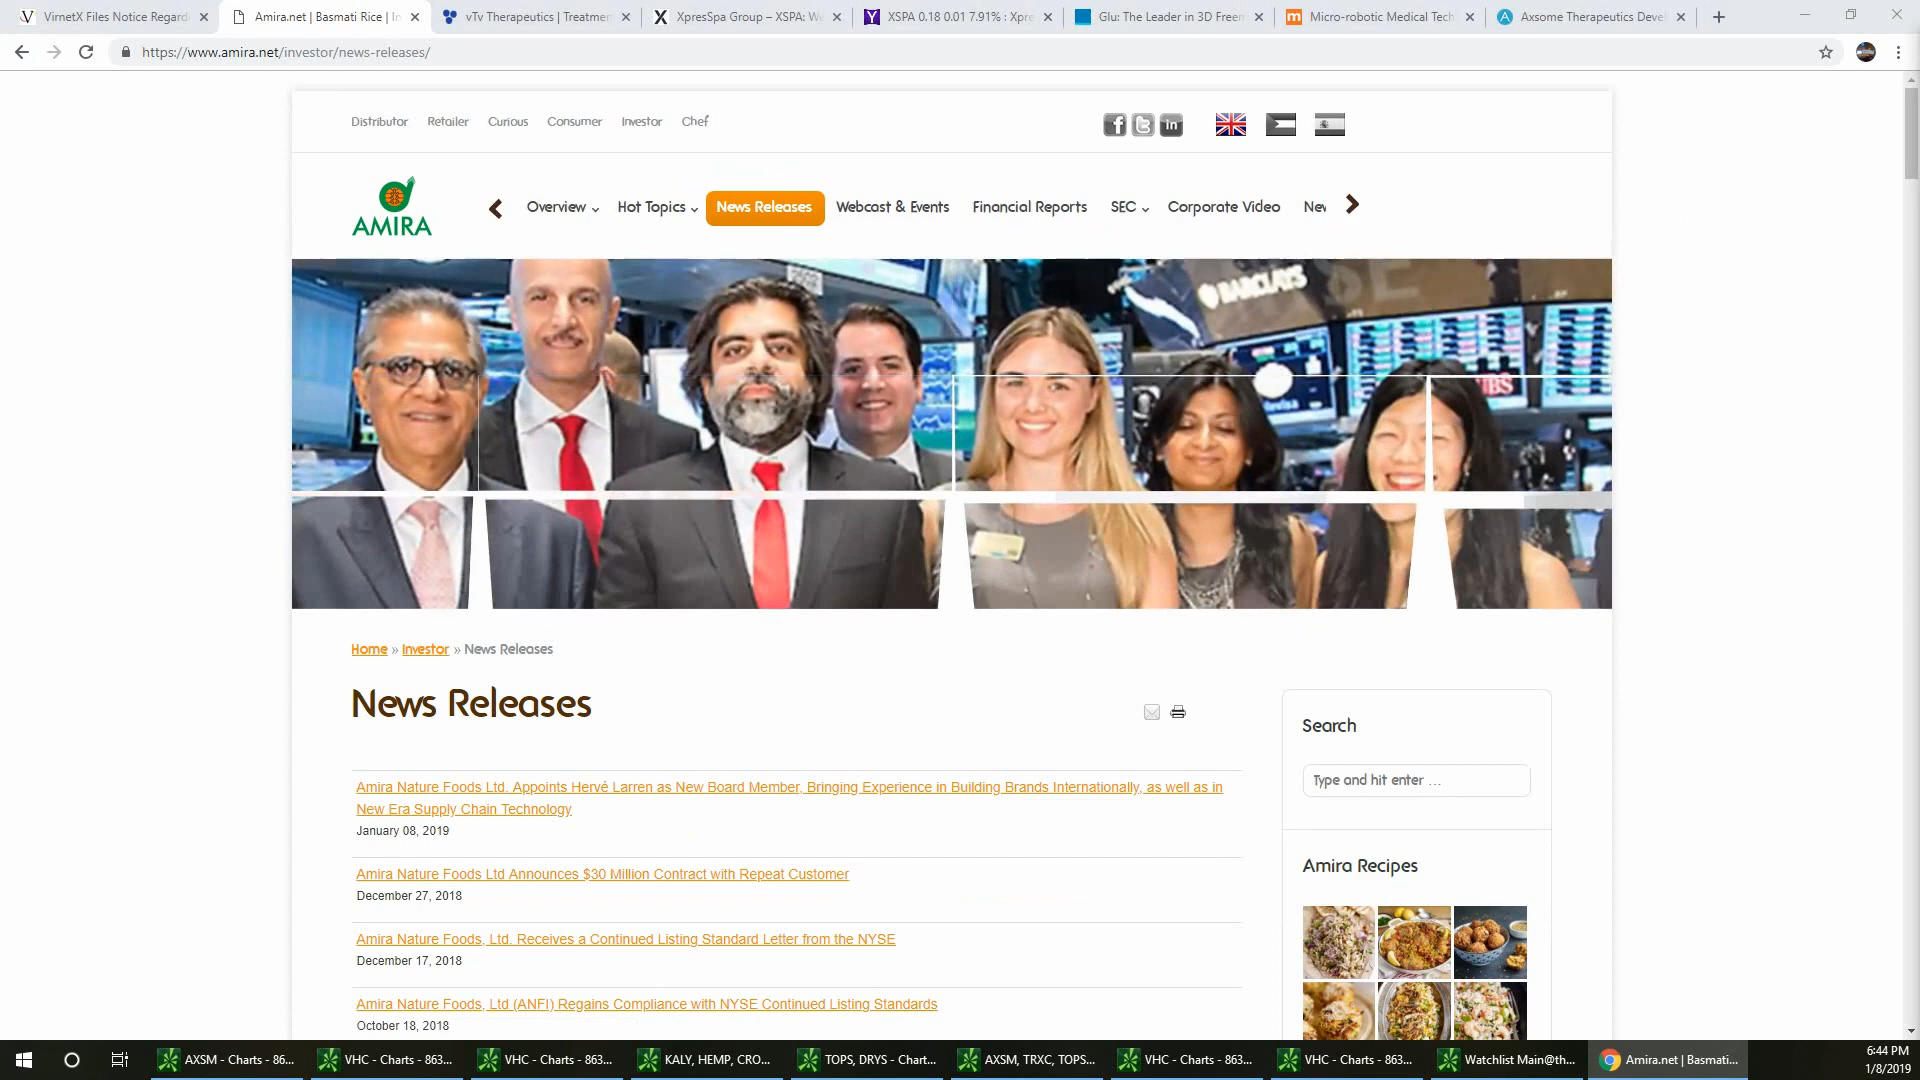 VirnetX Files Notice Regardi
Amira.net | Basmati Rice | In
vTv Therapeutics | Treatmen
XpresSpa Group – XSPA: We
XSPA 0.18 0.01 7.91% : Xpre
Glu: The Leader in 3D Freem
Micro-robotic Medical Tech
Axsome Therapeutics Devel
https://www.amira.net/investor/news-releases/
Distributor Retailer Curious Consumer Investor Chef
AMIRA
Overview Hot Topics News Releases Webcast & Events Financial Reports SEC Corporate Video Nev
BARCLAYS
UBS
Home » Investor » News Releases
News Releases
Amira Nature Foods Ltd. Appoints Hervé Larren as New Board Member, Bringing Experience in Building Brands Internationally, as well as in
New Era Supply Chain Technology
January 08, 2019
Amira Nature Foods Ltd Announces $30 Million Contract with Repeat Customer
December 27, 2018
Amira Nature Foods, Ltd. Receives a Continued Listing Standard Letter from the NYSE
December 17, 2018
Amira Nature Foods, Ltd (ANFI) Regains Compliance with NYSE Continued Listing Standards
October 18, 2018
Search
Type and hit enter …
Amira Recipes
AXSM - Charts - 86...
VHC - Charts - 863...
VHC - Charts - 863...
KALY, HEMP, CRO...
TOPS, DRYS - Chart...
AXSM, TRXC, TOPS...
VHC - Charts - 863...
VHC - Charts - 863...
Watchlist Main@th...
Amira.net | Basmati...
6:44 PM
1/8/2019